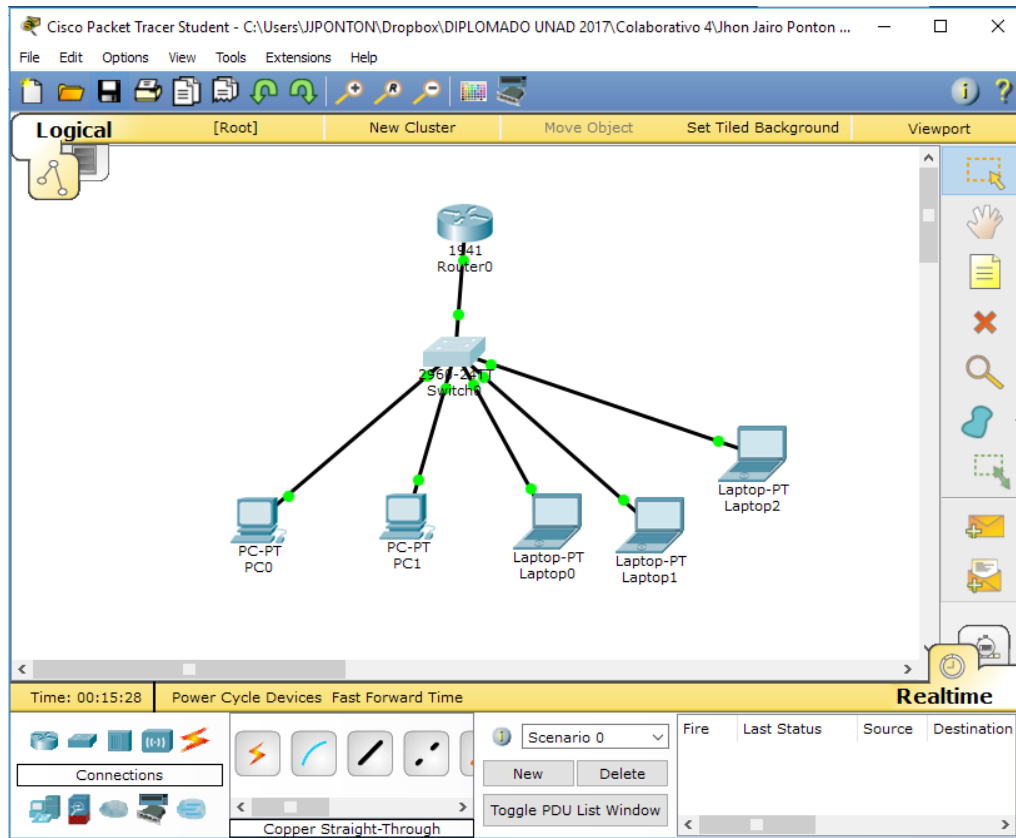 Cisco Packet Tracer Student - C:\Users\JJPONTON\Dropbox\DIPLOMADO UNAD 2017\Colaborativo 4\Jhon Jairo Ponton ...
File Edit Options View Tools Extensions Help
Logical [Root] New Cluster Move Object Set Tiled Background Viewport
1941
Router0
2960-24TT
Switch0
Laptop-PT
Laptop2
PC-PT
PC0
PC-PT
PC1
Laptop-PT
Laptop0
Laptop-PT
Laptop1
Time: 00:15:28 Power Cycle Devices Fast Forward Time Realtime
Connections
Copper Straight-Through
Scenario 0
New Delete
Toggle PDU List Window
Fire Last Status Source Destination